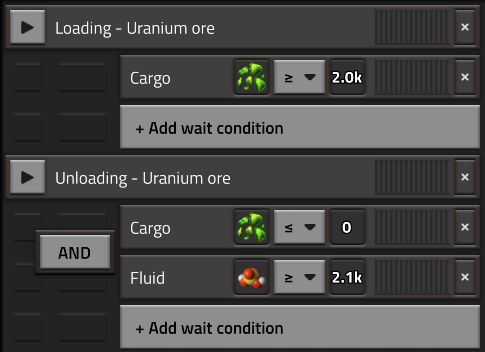 Loading - Uranium ore
Cargo ≥ 2.0k
+ Add wait condition
Unloading - Uranium ore
Cargo ≤ 0
AND
Fluid ≥ 2.1k
+ Add wait condition